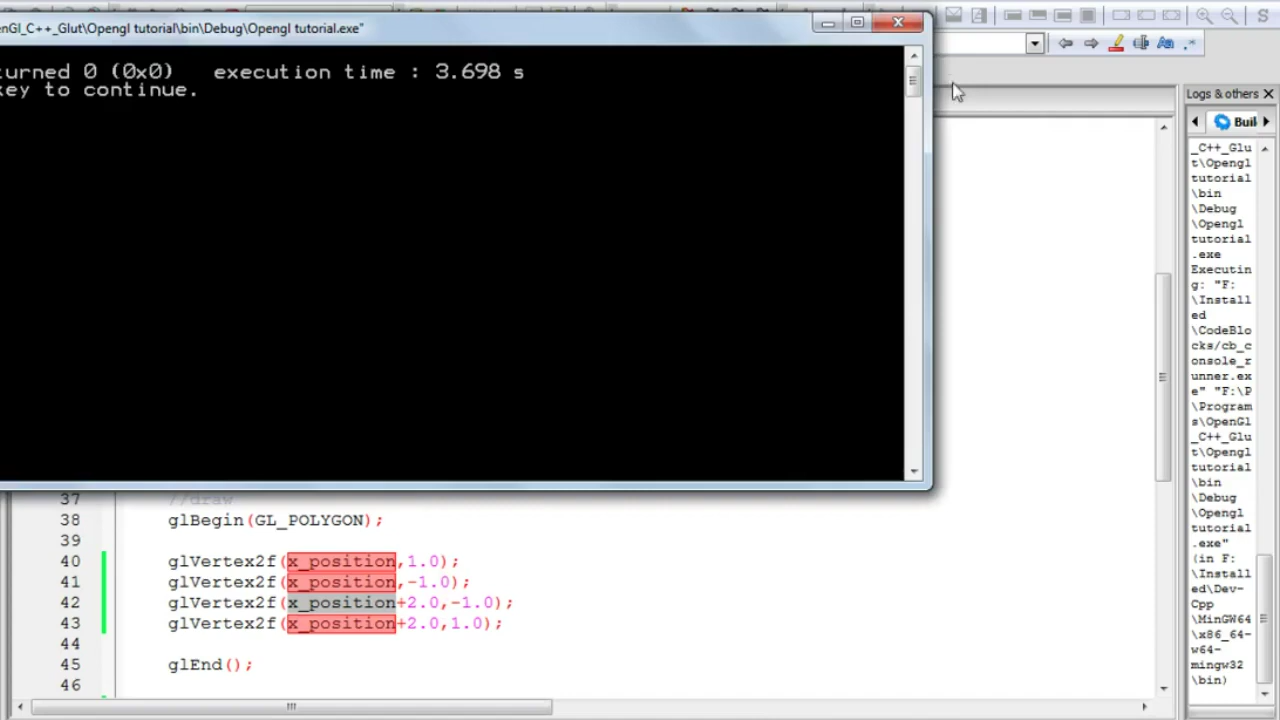 enGl_C++_Glut\Opengl tutorial\bin\Debug\Opengl tutorial.exe"
urned 0 (0x0)   execution time : 3.698 s
key to continue.
Logs & others
Buil
_C++_Glu
t\Opengl
tutorial
\bin
\Debug
\Opengl
tutorial
.exe
Executin
g: "F:
\Install
ed
\CodeBlo
cks/cb_c
onsole_r
unner.ex
e" "F:\P
\Program
s\OpenGl
_C++_Glu
t\Opengl
tutorial
\bin
\Debug
\Opengl
tutorial
.exe"
(in F:
\Install
ed\Dev-
Cpp
\MinGW64
\x86_64-
w64-
mingw32
\bin)
37 //draw
38 glBegin(GL_POLYGON);
39
40 glVertex2f(x_position,1.0);
41 glVertex2f(x_position,-1.0);
42 glVertex2f(x_position+2.0,-1.0);
43 glVertex2f(x_position+2.0,1.0);
44
45 glEnd();
46